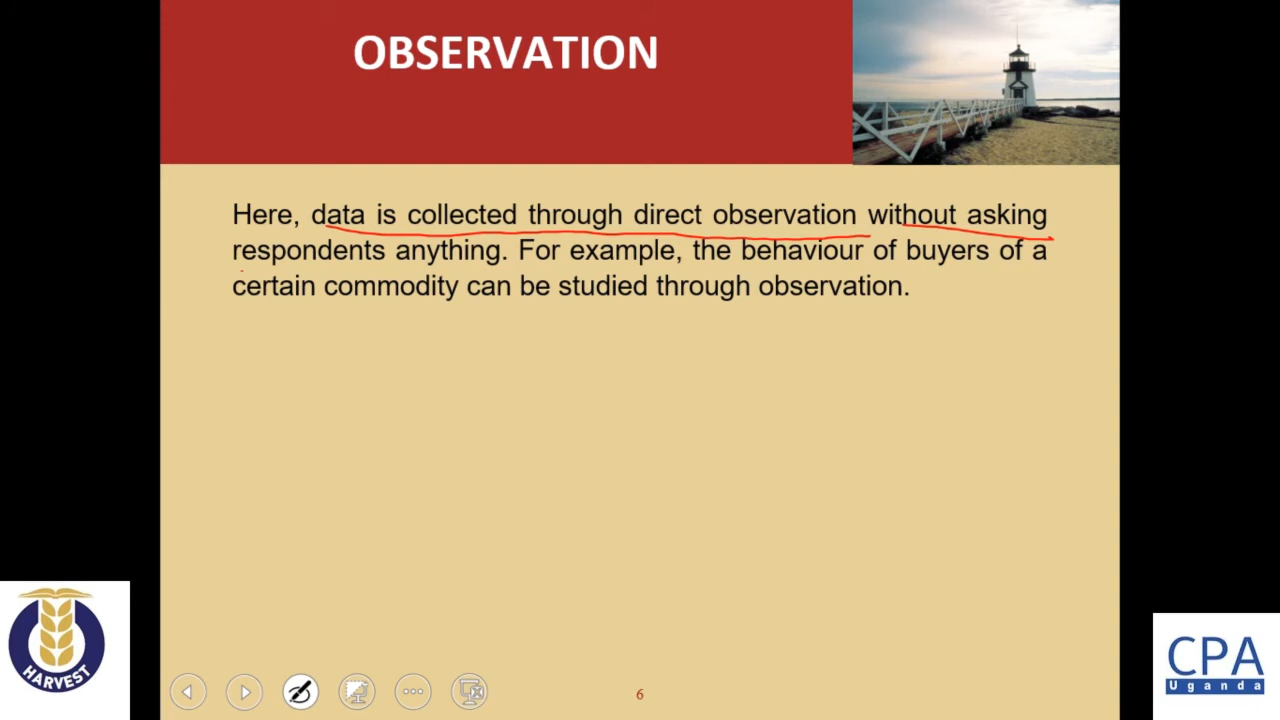 OBSERVATION
Here, data is collected through direct observation without asking
respondents anything. For example, the behaviour of buyers of a
certain commodity can be studied through observation.
HARVEST
6
CPA
Uganda